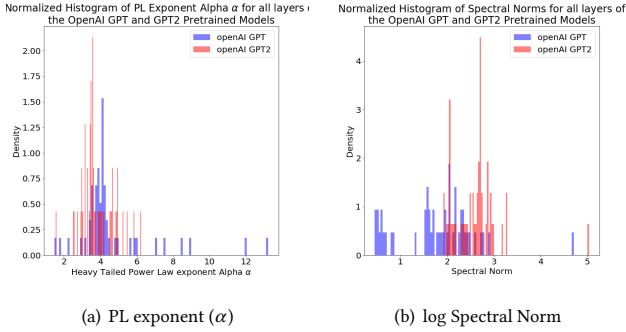 Normalized Histogram of PL Exponent Alpha α for all layers
the OpenAI GPT and GPT2 Pretrained Models
openAI GPT
openAI GPT2
2.00
1.75
1.50
1.25
1.00
0.75
0.50
0.25
0.00
Density
2 4 6 8 10 12
Heavy Tailed Power Law exponent Alpha α
(a) PL exponent (α)
Normalized Histogram of Spectral Norms for all layers of
the OpenAI GPT and GPT2 Pretrained Models
openAI GPT
openAI GPT2
4
3
2
1
0
Density
1 2 3 4 5
Spectral Norm
(b) log Spectral Norm